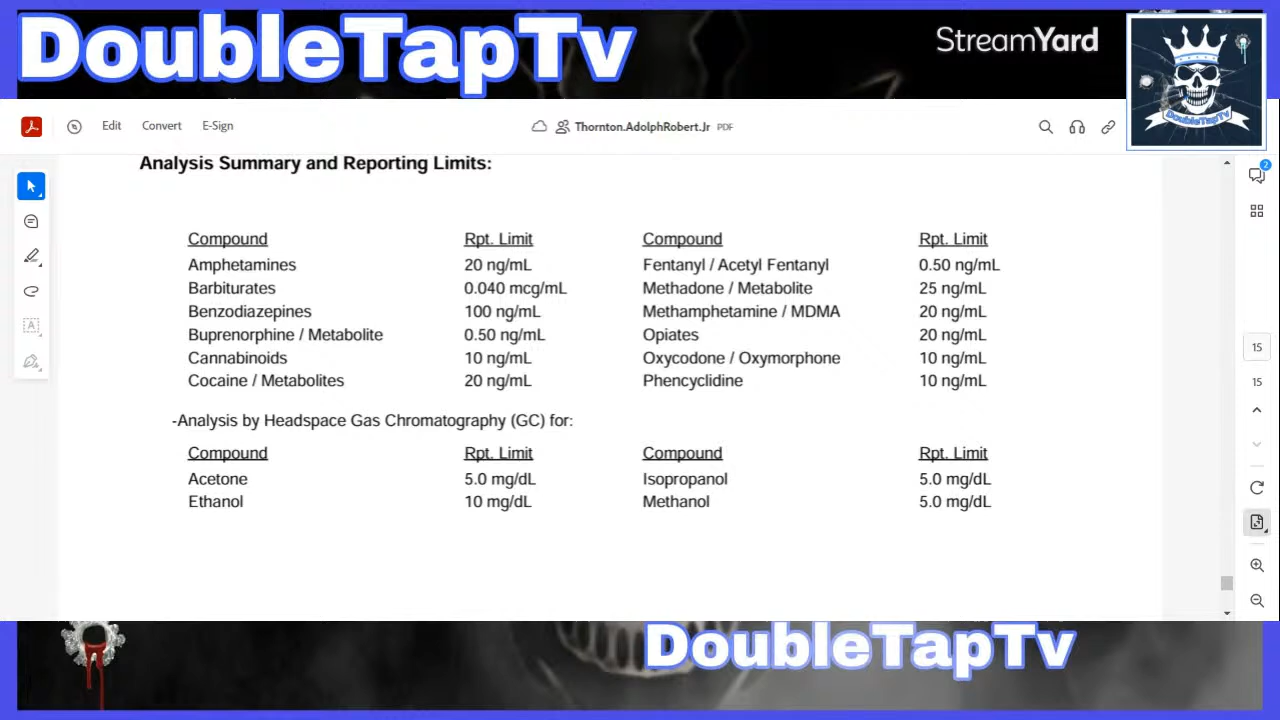 DoubleTapTv
StreamYard
DoubleTapTv
Edit Convert E-Sign
Thornton.AdolphRobert.Jr PDF
2
Analysis Summary and Reporting Limits:
Compound Rpt. Limit Compound Rpt. Limit
Amphetamines 20 ng/mL Fentanyl / Acetyl Fentanyl 0.50 ng/mL
Barbiturates 0.040 mcg/mL Methadone / Metabolite 25 ng/mL
Benzodiazepines 100 ng/mL Methamphetamine / MDMA 20 ng/mL
Buprenorphine / Metabolite 0.50 ng/mL Opiates 20 ng/mL
Cannabinoids 10 ng/mL Oxycodone / Oxymorphone 10 ng/mL
Cocaine / Metabolites 20 ng/mL Phencyclidine 10 ng/mL
-Analysis by Headspace Gas Chromatography (GC) for:
Compound Rpt. Limit Compound Rpt. Limit
Acetone 5.0 mg/dL Isopropanol 5.0 mg/dL
Ethanol 10 mg/dL Methanol 5.0 mg/dL
15
15
DoubleTapTv